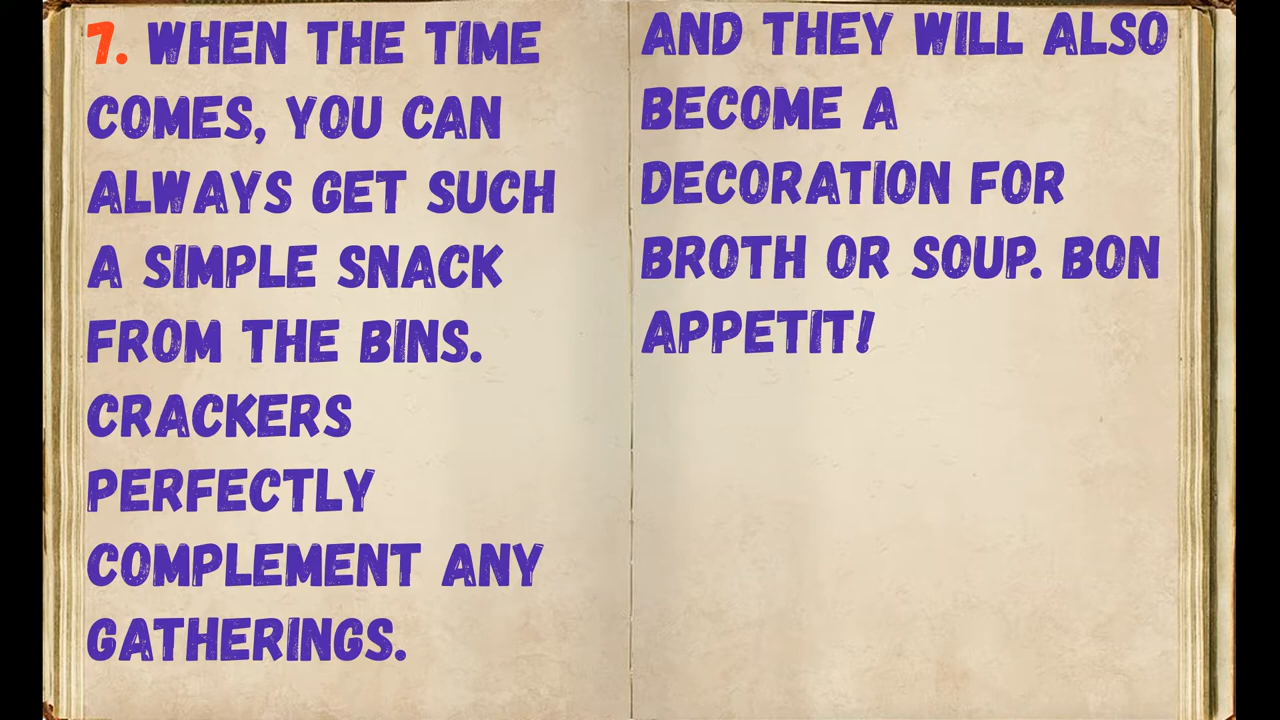 7. WHEN THE TIME
COMES, YOU CAN
ALWAYS GET SUCH
A SIMPLE SNACK
FROM THE BINS.
CRACKERS
PERFECTLY
COMPLEMENT ANY
GATHERINGS.
AND THEY WILL ALSO
BECOME A
DECORATION FOR
BROTH OR SOUP. BON
APPETIT!